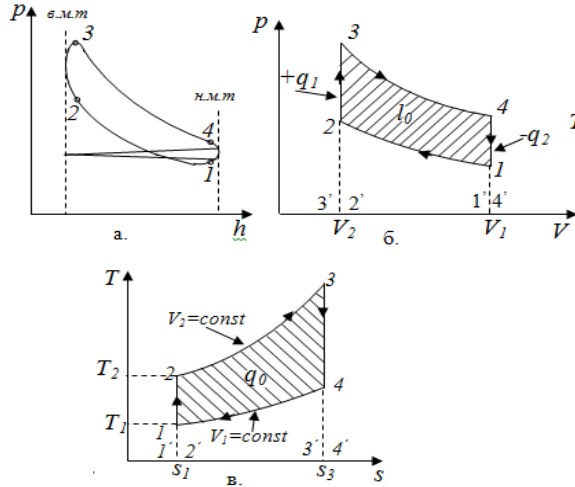 p
в.м.т
3
н.м.т
2
4
1
h
а.
p
3
+q₁
l₀
4
2
-q₂
1
3' 2'
1' 4'
V₂
V₁
V
б.
T
T
3
V₂=const
T₂
2
q₀
4
T₁
1
V₁=const
1' 2'
3' 4'
s₁
s₃
s
в.